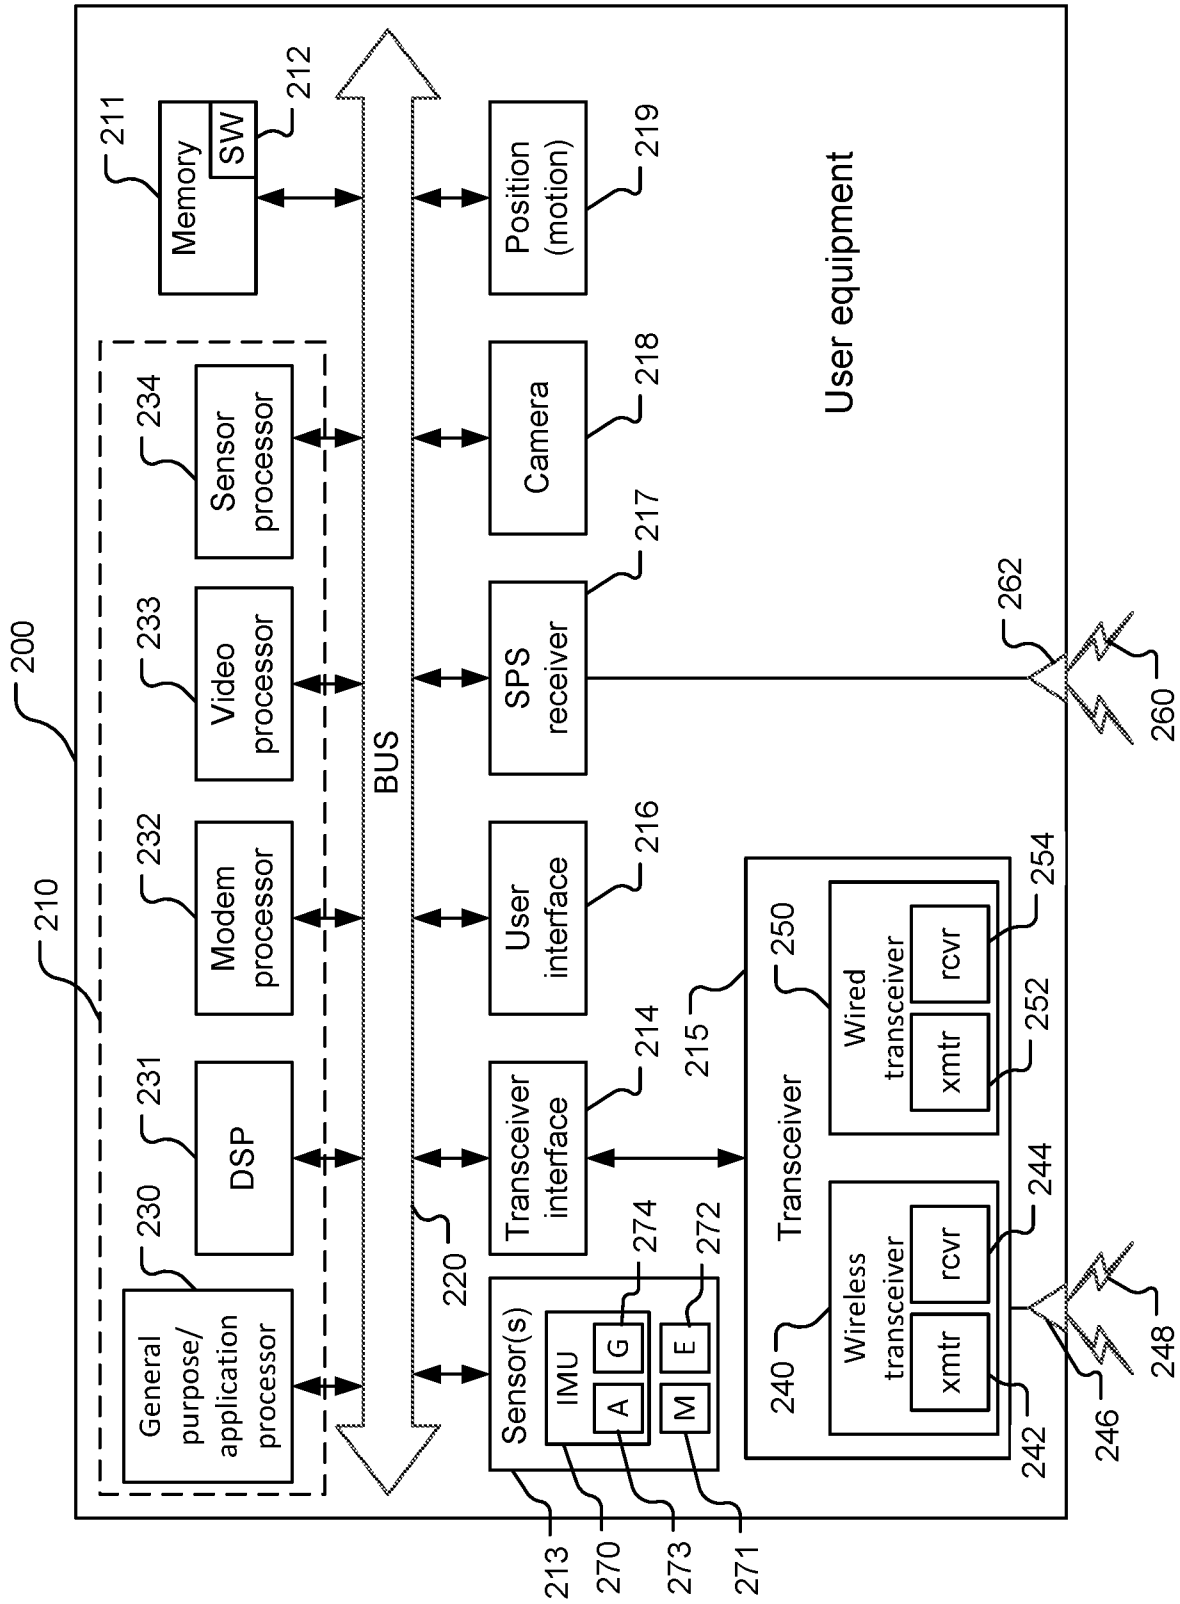 200
210
230
231
232
233
234
211
General
purpose/
application
processor
DSP
Modem
processor
Video
processor
Sensor
processor
Memory
SW
212
BUS
220
Sensor(s)
IMU
A
G
M
E
213
270
273
271
274
272
Transceiver
interface
214
User
interface
216
SPS
receiver
217
Camera
218
Position
(motion)
219
215
Transceiver
240
Wireless
transceiver
xmtr
rcvr
242
244
250
Wired
transceiver
xmtr
rcvr
252
254
246
248
262
260
User equipment